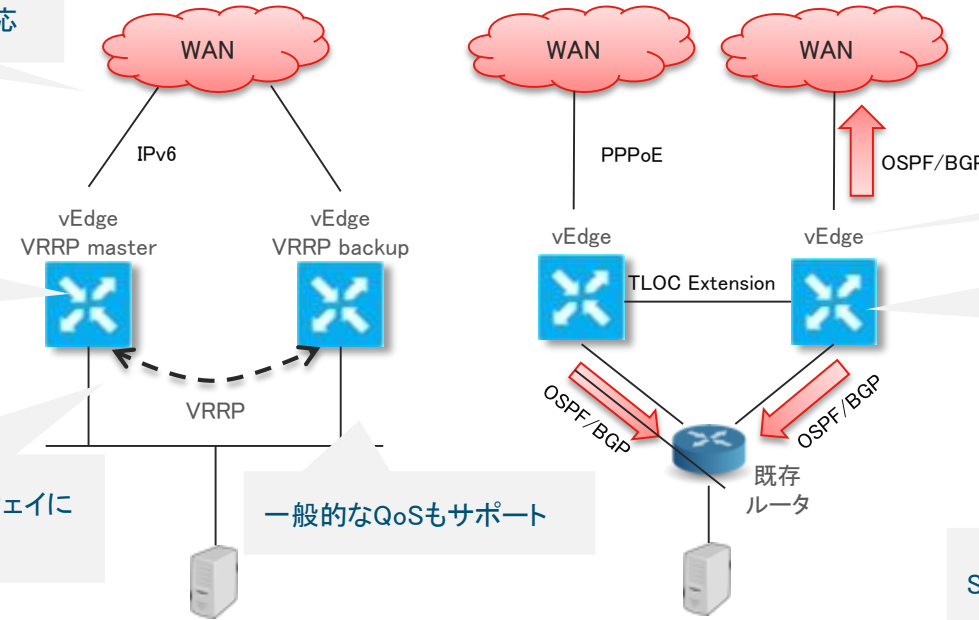 応
WAN
WAN
WAN
IPv6
PPPoE
OSPF/BGP
vEdge
VRRP master
vEdge
VRRP backup
vEdge
vEdge
TLOC Extension
VRRP
OSPF/BGP
OSPF/BGP
既存
ルータ
ェイに
一般的なQoSもサポート
S